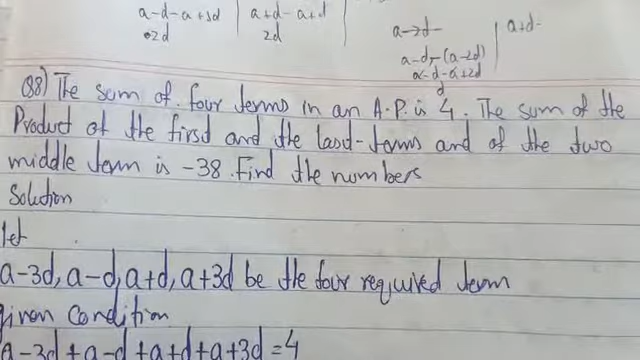 a-d-a+3d | a+d-a+d
2d | 2d
a-2d- | a+d-
a-d-(a-2d)
a-d-a+2d
d
Q8) The sum of four terms in an A.P. is 4. The sum of the
Product of the first and the last-terms and of the two
middle term is -38. Find the numbers
Solution
let
a-3d, a-d, a+d, a+3d be the four required term
given Condition
a-3d+a-d+a+d+a+3d=4